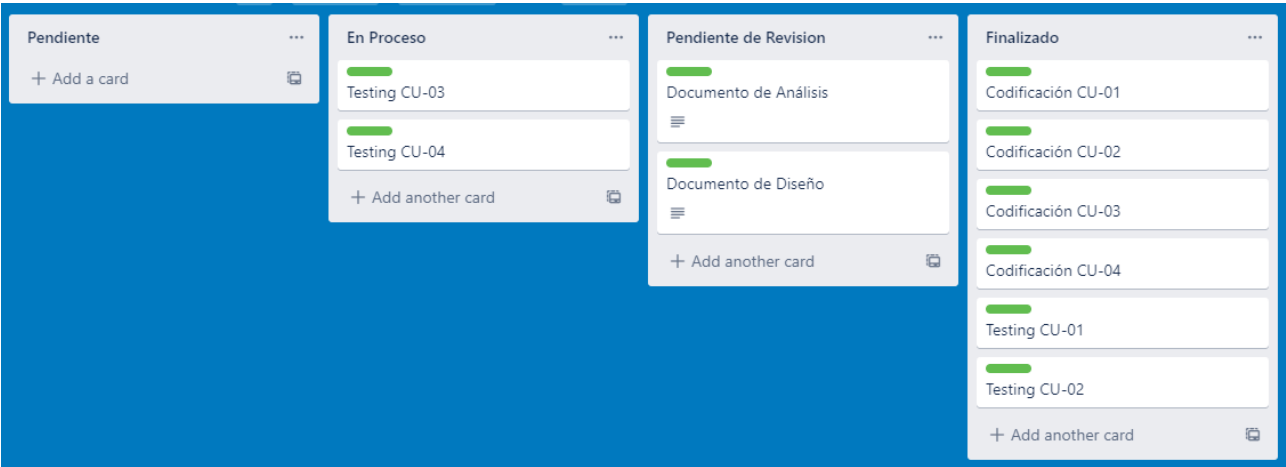 Pendiente
+ Add a card
En Proceso
Testing CU-03
Testing CU-04
+ Add another card
Pendiente de Revision
Documento de Análisis
Documento de Diseño
+ Add another card
Finalizado
Codificación CU-01
Codificación CU-02
Codificación CU-03
Codificación CU-04
Testing CU-01
Testing CU-02
+ Add another card